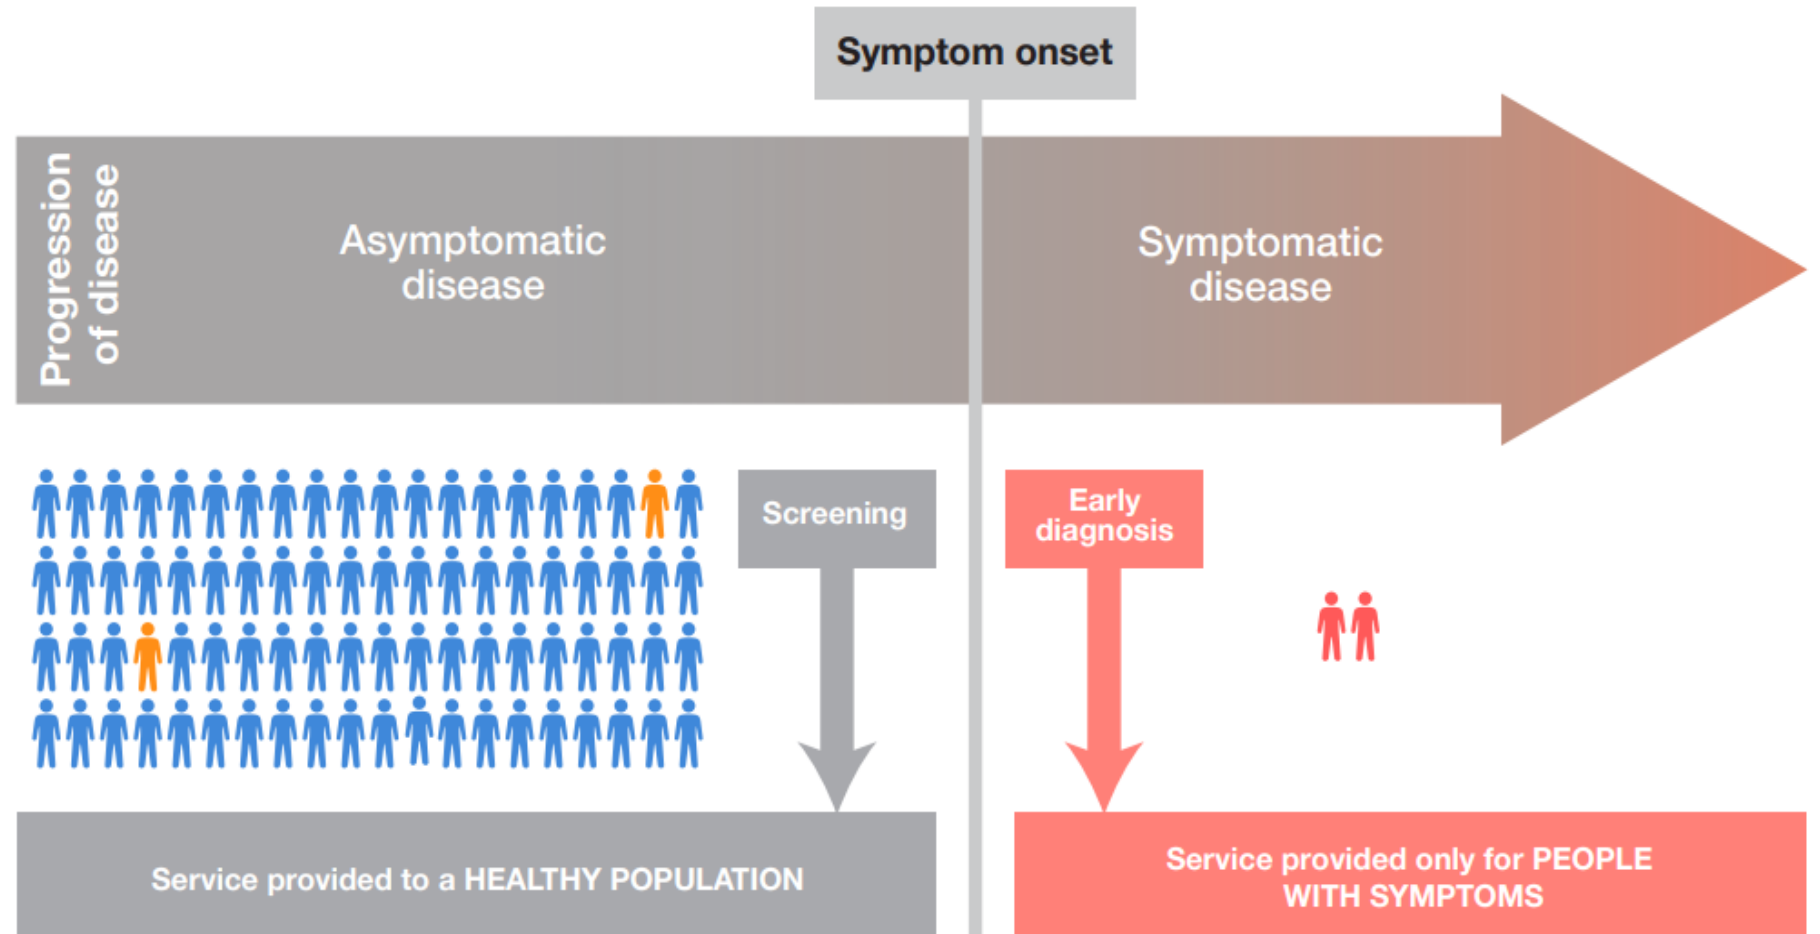 Symptom onset
Progression
of disease
Asymptomatic
disease
Symptomatic
disease
Screening
Early
diagnosis
Service provided to a HEALTHY POPULATION
Service provided only for PEOPLE
WITH SYMPTOMS